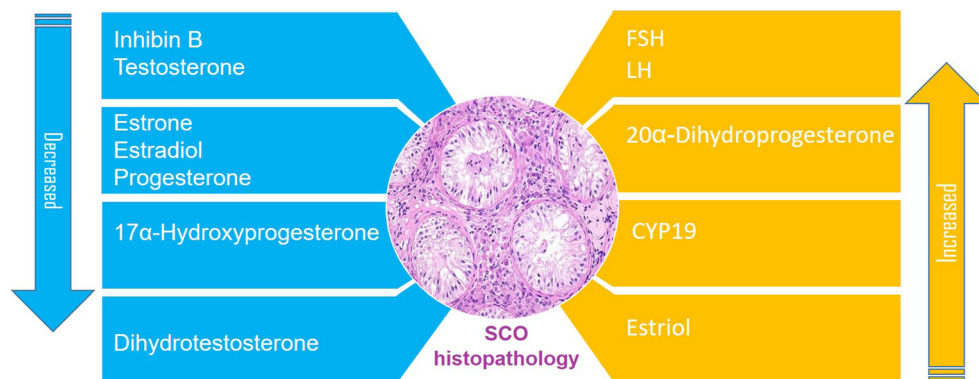 Decreased
Inhibin B
Testosterone
Estrone
Estradiol
Progesterone
17α-Hydroxyprogesterone
Dihydrotestosterone
SCO
histopathology
FSH
LH
20α-Dihydroprogesterone
CYP19
Estriol
Increased